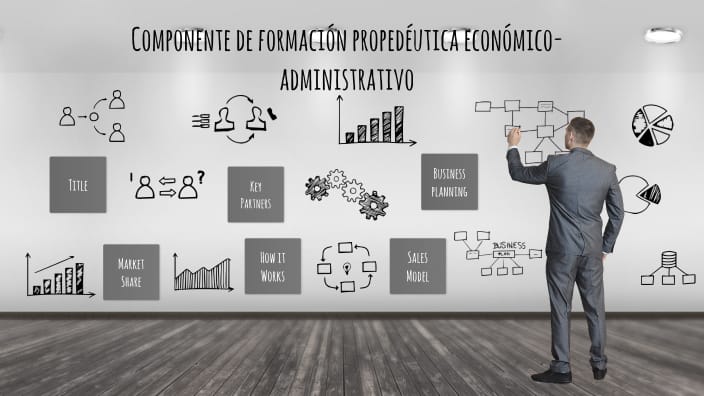 Componente de formación propedéutica económico-
administrativo
Title
Key
Partners
Business
planning
Market
Share
How it
Works
Sales
Model
BUSINESS
PLAN